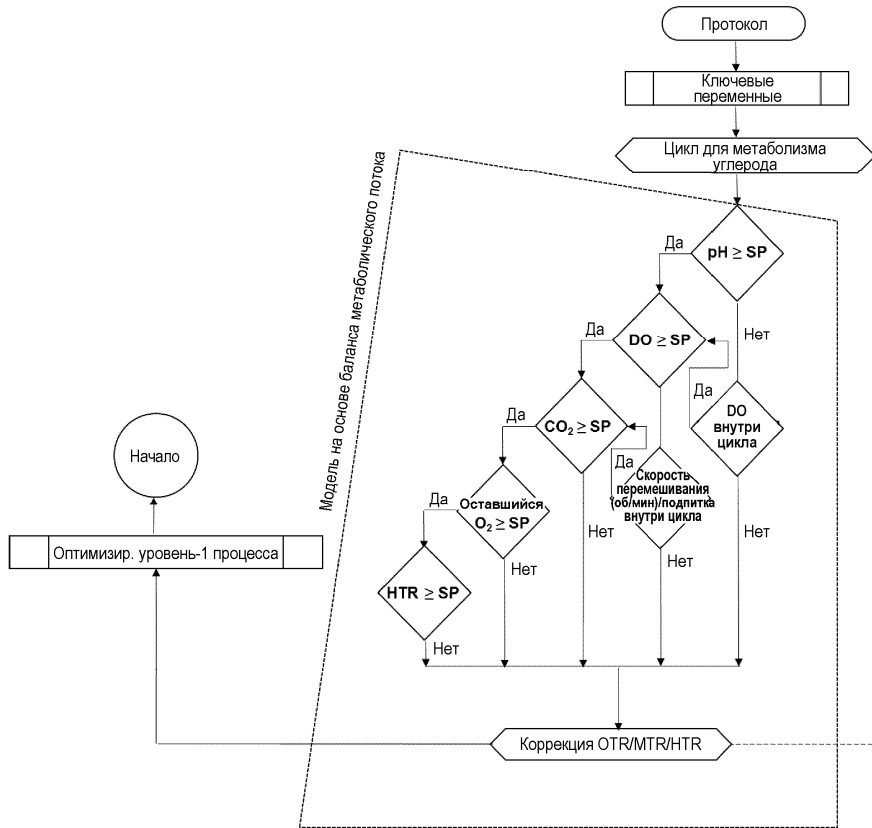 Протокол
Ключевые
переменные
Цикл для метаболизма
углерода
Модель на основе баланса метаболического потока
pH ≥ SP
Да
Нет
DO ≥ SP
Да
Да
DO
внутри
цикла
Нет
CO₂ ≥ SP
Да
Да
Скорость
перемешивания
(об/мин)/подпитка
внутри цикла
Нет
Оставшийся
O₂ ≥ SP
Да
Нет
Нет
HTR ≥ SP
Нет
Начало
Оптимизир. уровень-1 процесса
Коррекция OTR/MTR/HTR